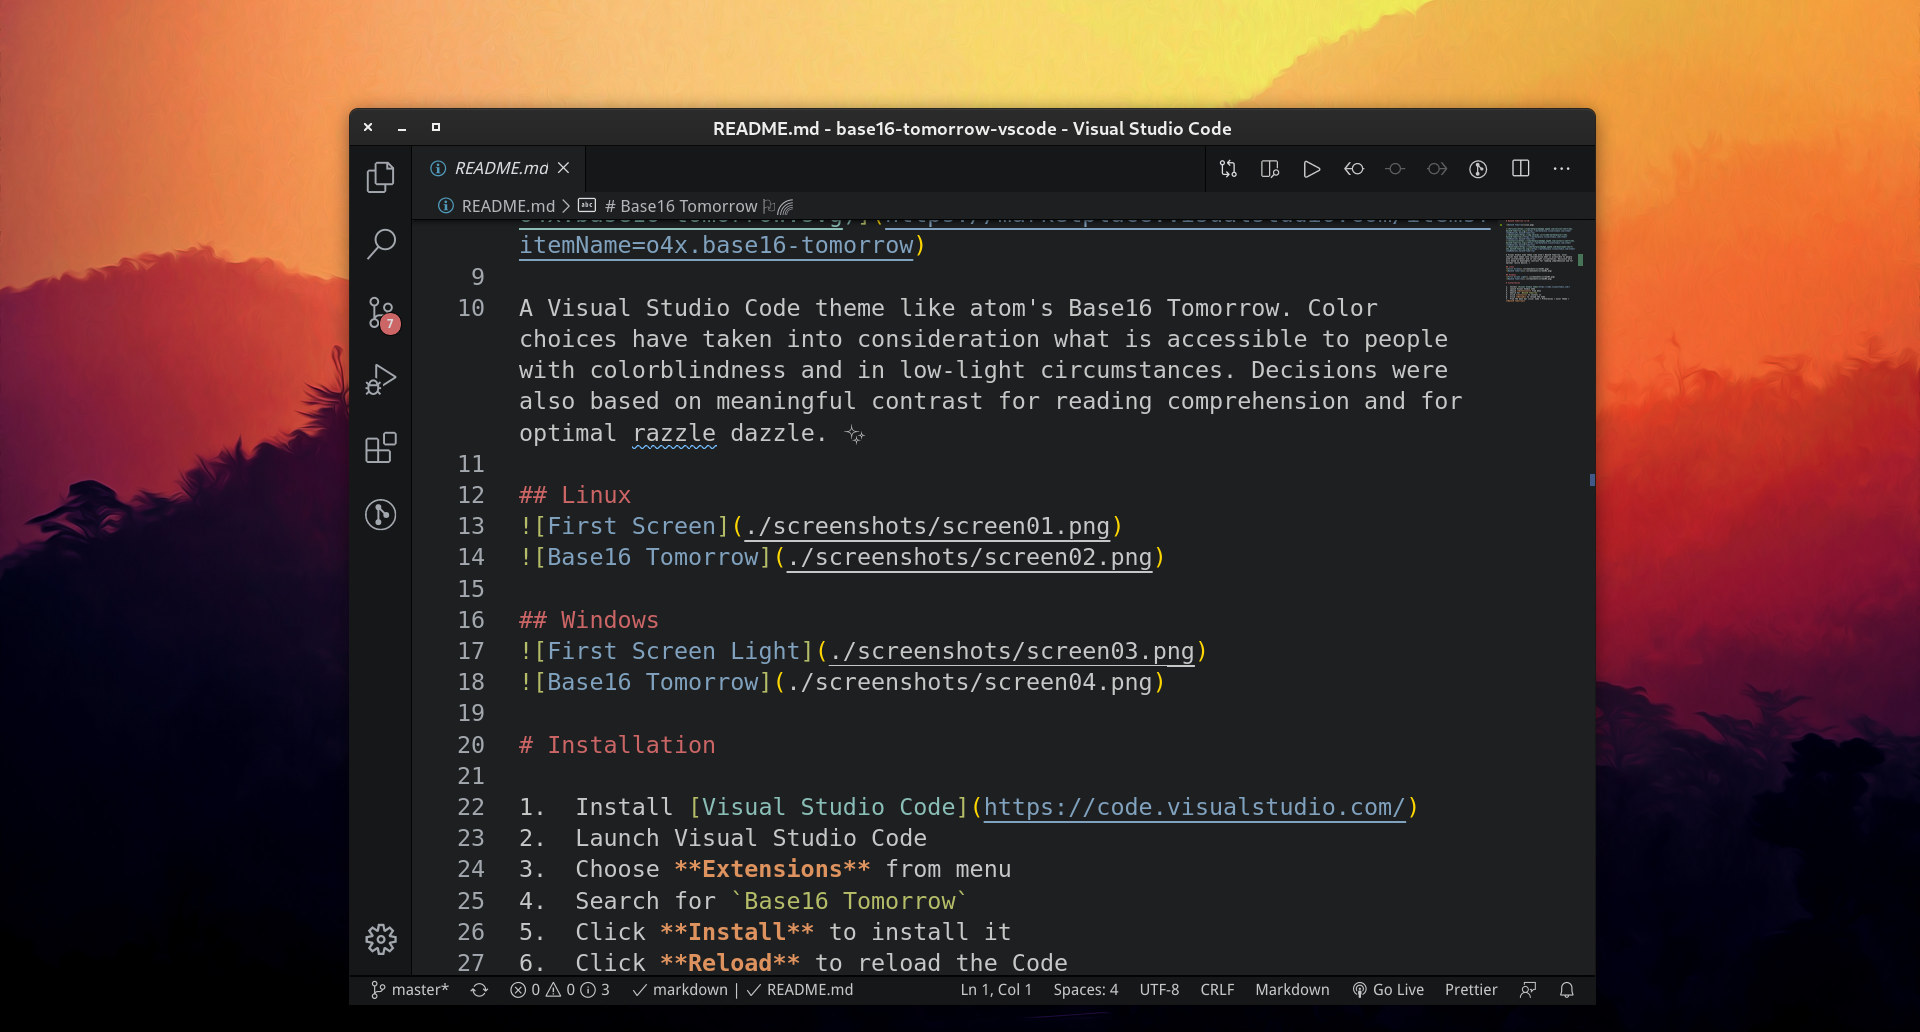 README.md - base16-tomorrow-vscode - Visual Studio Code
README.md
README.md > # Base16 Tomorrow
itemName=o4x.base16-tomorrow)
9
10 A Visual Studio Code theme like atom's Base16 Tomorrow. Color
choices have taken into consideration what is accessible to people
with colorblindness and in low-light circumstances. Decisions were
also based on meaningful contrast for reading comprehension and for
optimal razzle dazzle. ✨
11
12 ## Linux
13 ![First Screen](./screenshots/screen01.png)
14 ![Base16 Tomorrow](./screenshots/screen02.png)
15
16 ## Windows
17 ![First Screen Light](./screenshots/screen03.png)
18 ![Base16 Tomorrow](./screenshots/screen04.png)
19
20 # Installation
21
22 1.  Install [Visual Studio Code](https://code.visualstudio.com/)
23 2.  Launch Visual Studio Code
24 3.  Choose **Extensions** from menu
25 4.  Search for `Base16 Tomorrow`
26 5.  Click **Install** to install it
27 6.  Click **Reload** to reload the Code
7
master* 0 0 3 markdown | README.md Ln 1, Col 1 Spaces: 4 UTF-8 CRLF Markdown Go Live Prettier